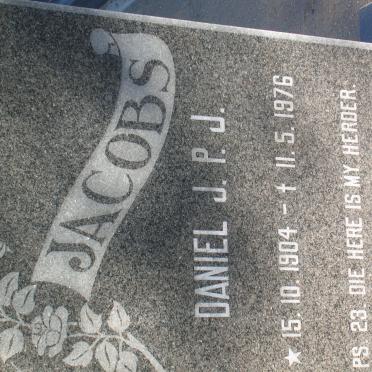 JACOBS
DANIEL J. P. J.
★ 15. 10. 1904 - † 11. 5. 1976
PS. 23 DIE HERE IS MY HERDER.